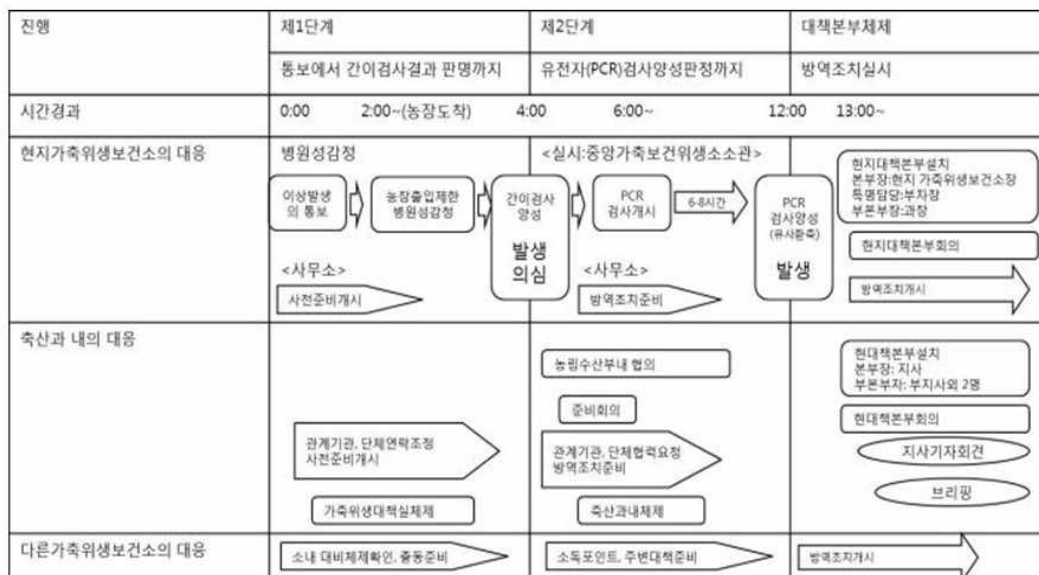 진행
제1단계
제2단계
대책본부체제
통보에서 간이검사결과 판명까지
유전자(PCR)검사양성판정까지
방역조치실시
시간경과
0:00
2:00~(농장도착)
4:00
6:00~
12:00
13:00~
현지가축위생보건소의 대응
병원성감정
<실시:중앙가축보건위생소소관>
이상발생
의 통보
농장출입제한
병원성감정
간이검사
양성
발생
의심
PCR
검사개시
6-8시간
PCR
검사양성
(유사환축)
발생
현지대책본부설치
본부장:현지 가축위생보건소장
특명담당:부차장
부본부장:과장
현지대책본부회의
<사무소>
사전준비개시
<사무소>
방역조치준비
방역조치개시
축산과 내의 대응
농림수산부내 협의
준비회의
관계기관, 단체연락조정
사전준비개시
관계기관, 단체협력요청
방역조치준비
가축위생대책실체제
축산과내체제
현대책본부설치
본부장: 지사
부본부자: 부지사외 2명
현대책본부회의
지사기자회견
브리핑
다른가축위생보건소의 대응
소내 대비체제확인, 출동준비
소독포인트, 주변대책준비
방역조치개시